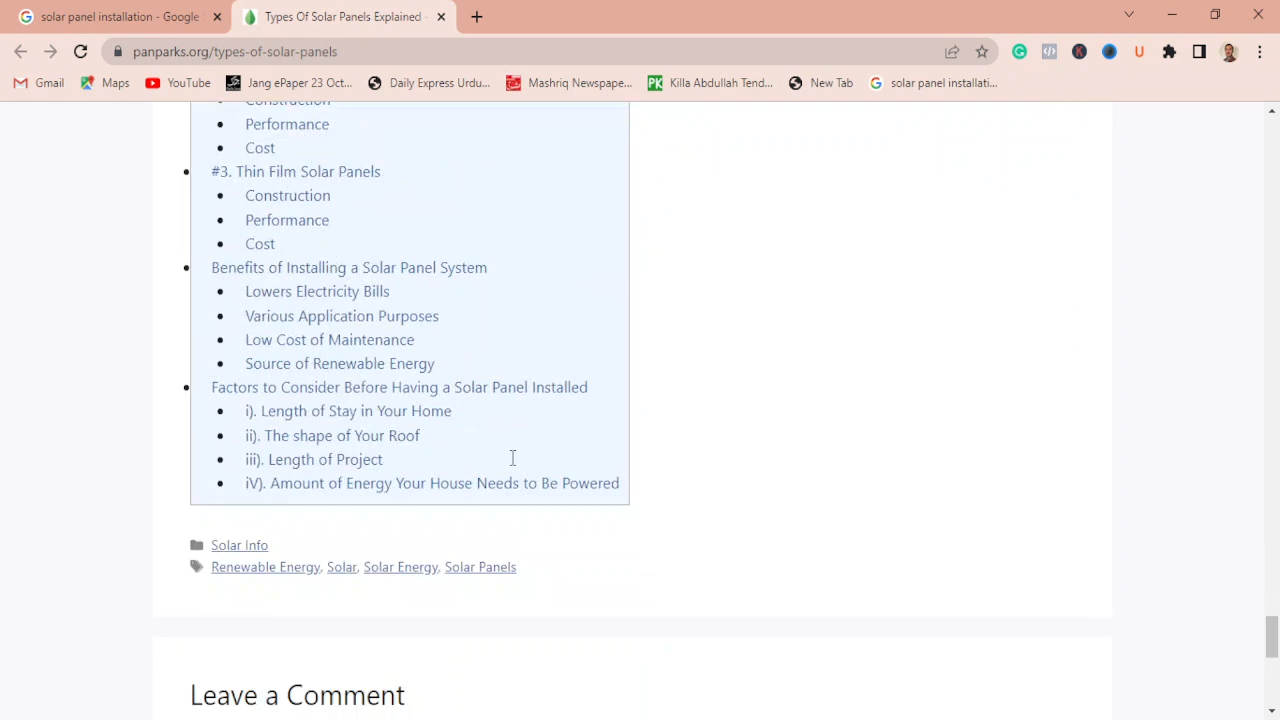 solar panel installation - Google
Types Of Solar Panels Explained
panparks.org/types-of-solar-panels
Gmail
Maps
YouTube
Jang ePaper 23 Oct...
Daily Express Urdu...
Mashriq Newspape...
Killa Abdullah Tend...
New Tab
solar panel installati...
Construction
Performance
Cost
#3. Thin Film Solar Panels
Construction
Performance
Cost
Benefits of Installing a Solar Panel System
Lowers Electricity Bills
Various Application Purposes
Low Cost of Maintenance
Source of Renewable Energy
Factors to Consider Before Having a Solar Panel Installed
i). Length of Stay in Your Home
ii). The shape of Your Roof
iii). Length of Project
iV). Amount of Energy Your House Needs to Be Powered
Solar Info
Renewable Energy, Solar, Solar Energy, Solar Panels
Leave a Comment